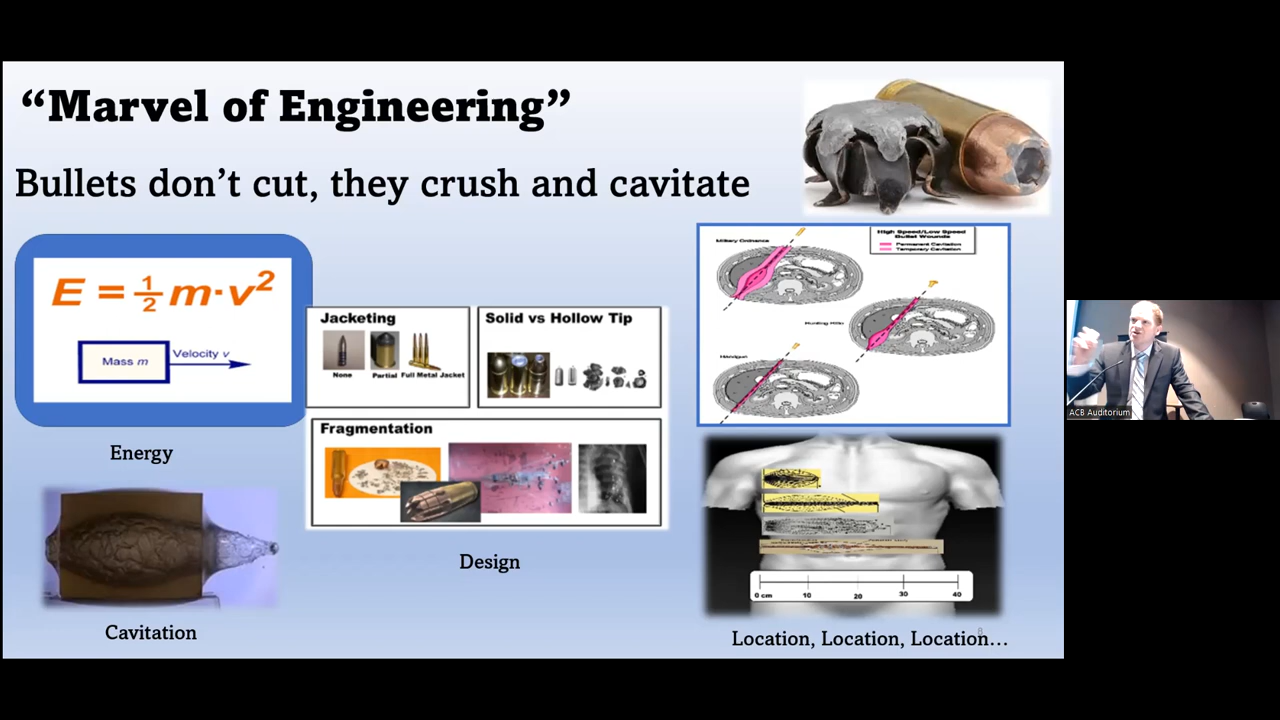 “Marvel of Engineering”
Bullets don’t cut, they crush and cavitate
E = ½ m·v²
Mass m
Velocity v
Energy
Cavitation
Jacketing
None
Partial
Full Metal Jacket
Solid vs Hollow Tip
Fragmentation
Design
High Speed/Low Speed
Bullet Wounds
Permanent Cavitation
Temporary Cavitation
Military Ordnance
Hunting Rifle
Handgun
0 cm 10 20 30 40
Location, Location, Location…
ACB Auditorium